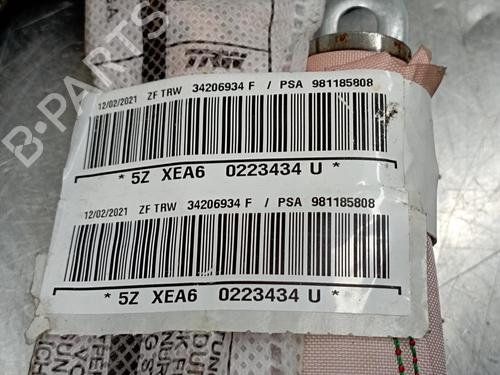 TRW
12/02/2021 ZF TRW 34206934 F / PSA 981185808
* 5Z XEA6 0223434 U *
12/02/2021 ZF TRW 34206934 F / PSA 981185808
* 5Z XEA6 0223434 U *
B-PARTS